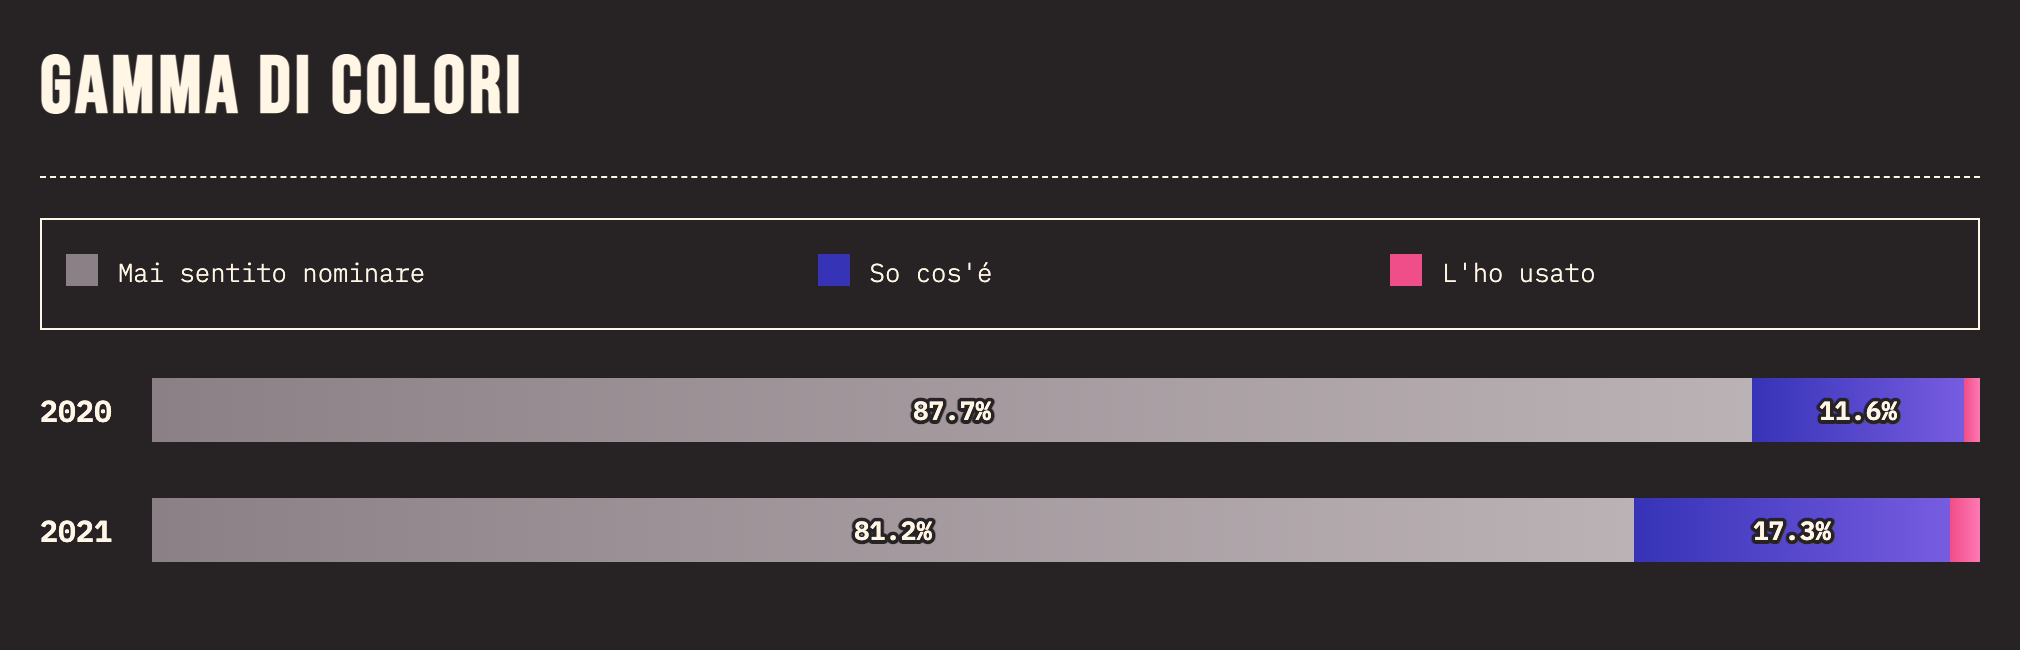 GAMMA DI COLORI
Mai sentito nominare
So cos'é
L'ho usato
2020
87.7%
11.6%
2021
81.2%
17.3%